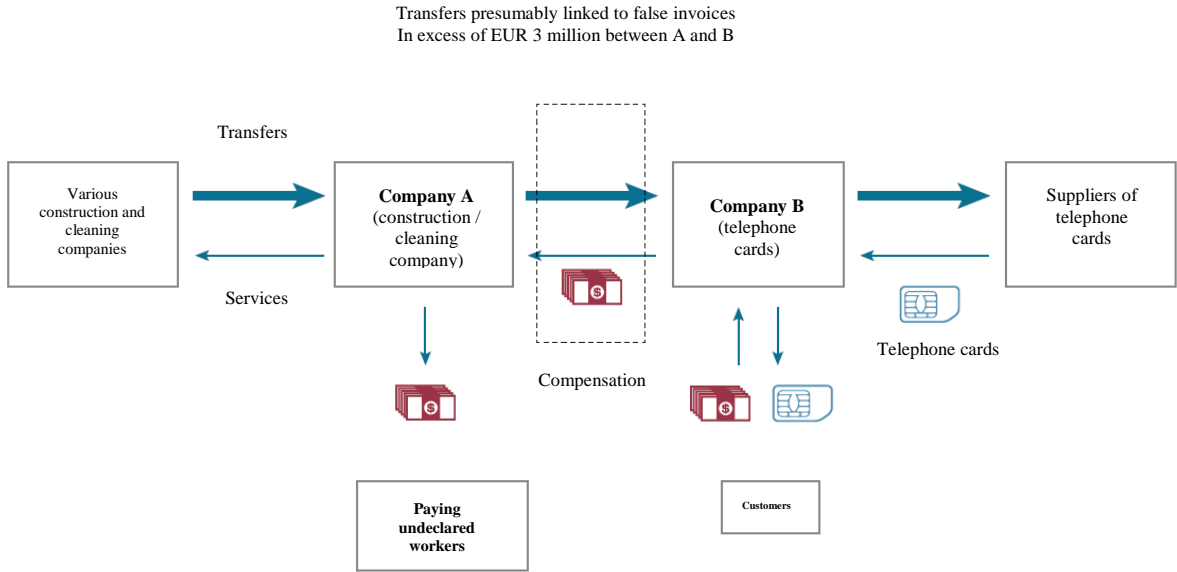 Transfers presumably linked to false invoices
In excess of EUR 3 million between A and B
Transfers
Various
construction and
cleaning
companies
Company A
(construction /
cleaning
company)
Company B
(telephone
cards)
Suppliers of
telephone
cards
Services
$
Telephone cards
Compensation
$
$
Paying
undeclared
workers
Customers